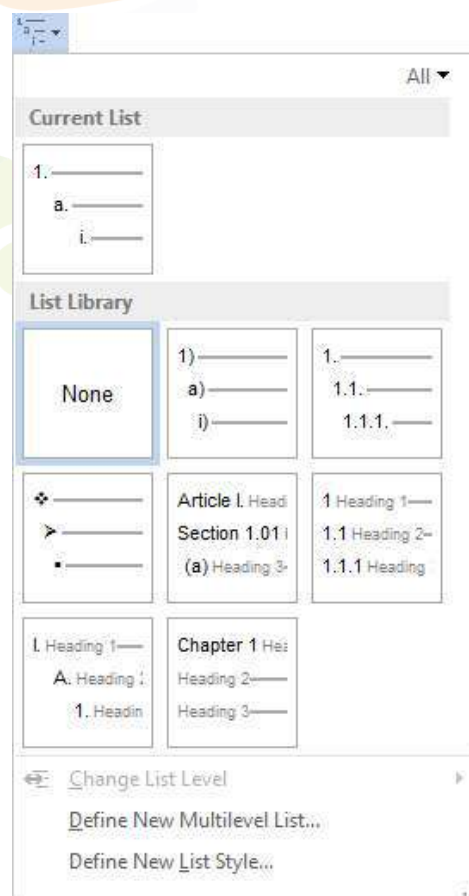 All
Current List
1.
a.
i.
List Library
None
1)
a)
i)
1.
1.1.
1.1.1.
Article I. Head
Section 1.01
(a) Heading 3
1 Heading 1
1.1 Heading 2
1.1.1 Heading
I. Heading 1
A. Heading
1. Headin
Chapter 1 Hea
Heading 2
Heading 3
Change List Level
Define New Multilevel List...
Define New List Style...